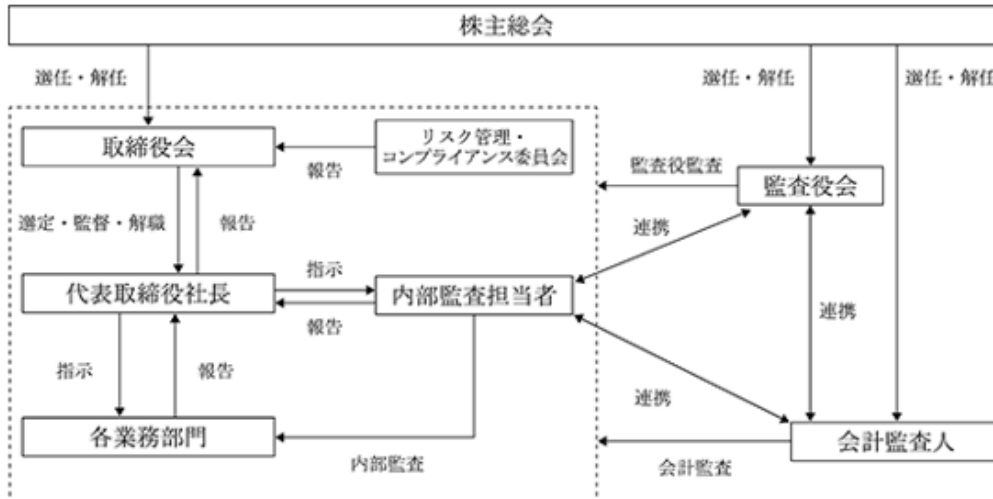 株主総会
選任・解任
選任・解任
選任・解任
取締役会
リスク管理・
コンプライアンス委員会
報告
監査役監査
監査役会
選定・監督・解職
報告
連携
指示
代表取締役社長
内部監査担当者
報告
連携
指示
報告
連携
各業務部門
会計監査人
内部監査
会計監査